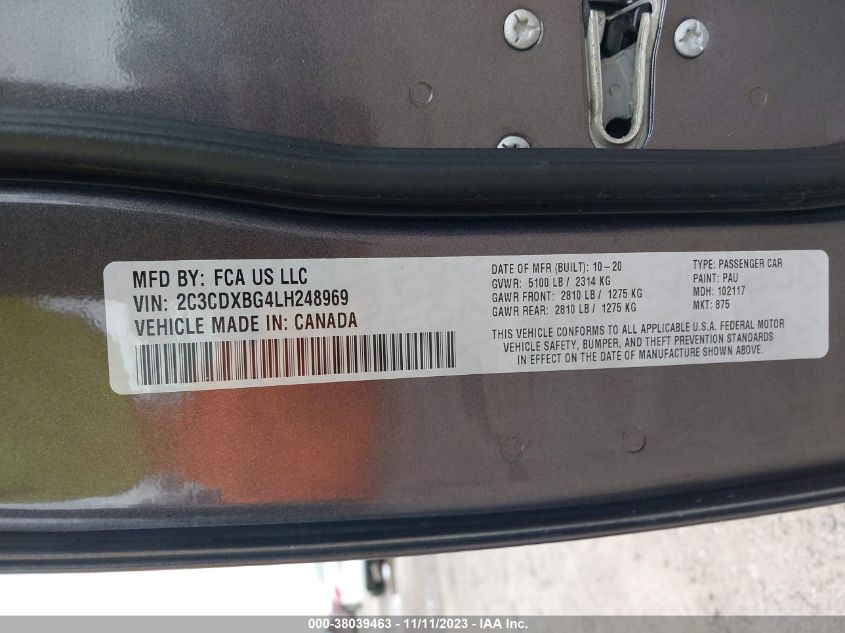 MFD BY: FCA US LLC
VIN: 2C3CDXBG4LH248969
VEHICLE MADE IN: CANADA
DATE OF MFR (BUILT): 10-20
GVWR: 5100 LB / 2314 KG
GAWR FRONT: 2810 LB / 1275 KG
GAWR REAR: 2810 LB / 1275 KG
TYPE: PASSENGER CAR
PAINT: PAU
MDH: 102117
MKT: 875
THIS VEHICLE CONFORMS TO ALL APPLICABLE U.S.A. FEDERAL MOTOR
VEHICLE SAFETY, BUMPER, AND THEFT PREVENTION STANDARDS
IN EFFECT ON THE DATE OF MANUFACTURE SHOWN ABOVE.
000-38039463 - 11/11/2023 - IAA Inc.